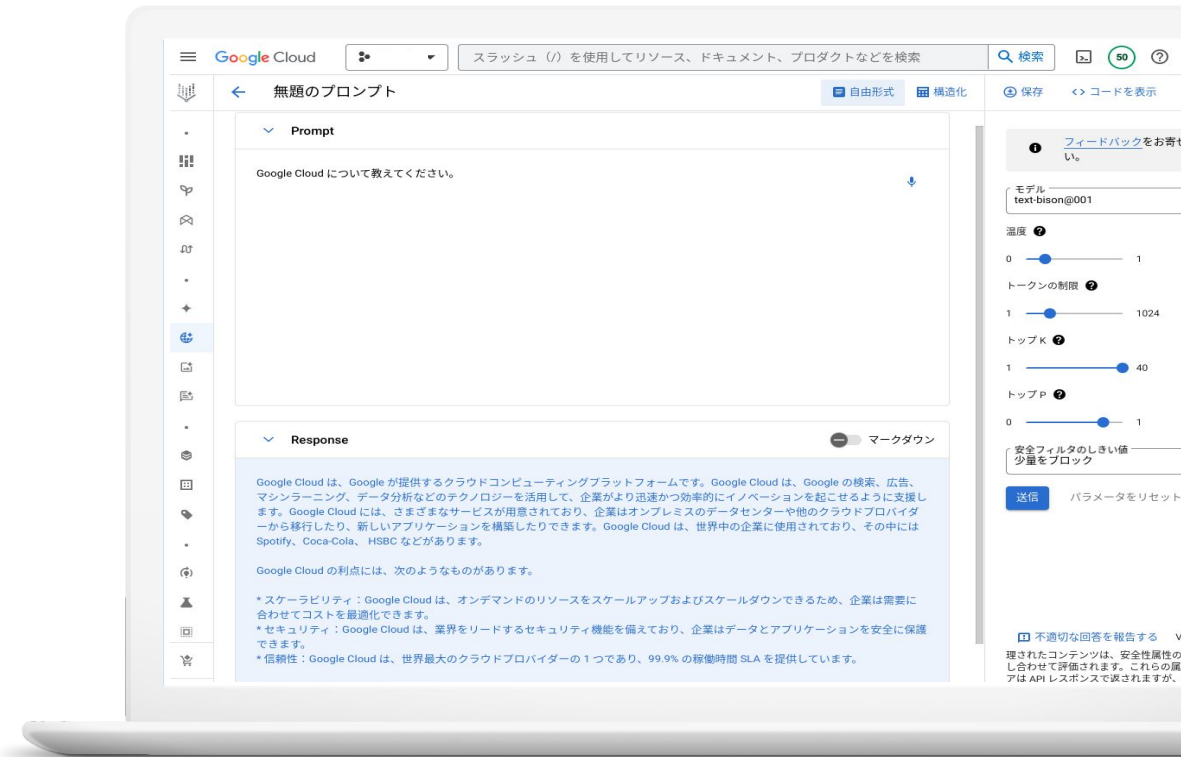 Google Cloud
スラッシュ（/）を使用してリソース、ドキュメント、プロダクトなどを検索
検索
50
無題のプロンプト
自由形式
構造化
保存
<> コードを表示
Prompt
Google Cloud について教えてください。
フィードバックをお寄せ
い。
モデル
text-bison@001
温度
0 1
トークンの制限
1 1024
トップ K
1 40
トップ P
0 1
安全フィルタのしきい値
少量をブロック
送信
パラメータをリセット
Response
マークダウン
Google Cloud は、Google が提供するクラウドコンピューティングプラットフォームです。Google Cloud は、Google の検索、広告、
マシンラーニング、データ分析などのテクノロジーを活用して、企業がより迅速かつ効率的にイノベーションを起こせるように支援し
ます。Google Cloud には、さまざまなサービスが用意されており、企業はオンプレミスのデータセンターや他のクラウドプロバイダ
ーから移行したり、新しいアプリケーションを構築したりできます。Google Cloud は、世界中の企業に使用されており、その中には
Spotify、Coca-Cola、 HSBC などがあります。
Google Cloud の利点には、次のようなものがあります。
* スケーラビリティ：Google Cloud は、オンデマンドのリソースをスケールアップおよびスケールダウンできるため、企業は需要に
合わせてコストを最適化できます。
* セキュリティ：Google Cloud は、業界をリードするセキュリティ機能を備えており、企業はデータとアプリケーションを安全に保護
できます。
* 信頼性：Google Cloud は、世界最大のクラウドプロバイダーの 1 つであり、99.9% の稼働時間 SLA を提供しています。
不適切な回答を報告する V
理されたコンテンツは、安全性属性の
し合わせて評価されます。これらの属
アは API レスポンスで返されますが、